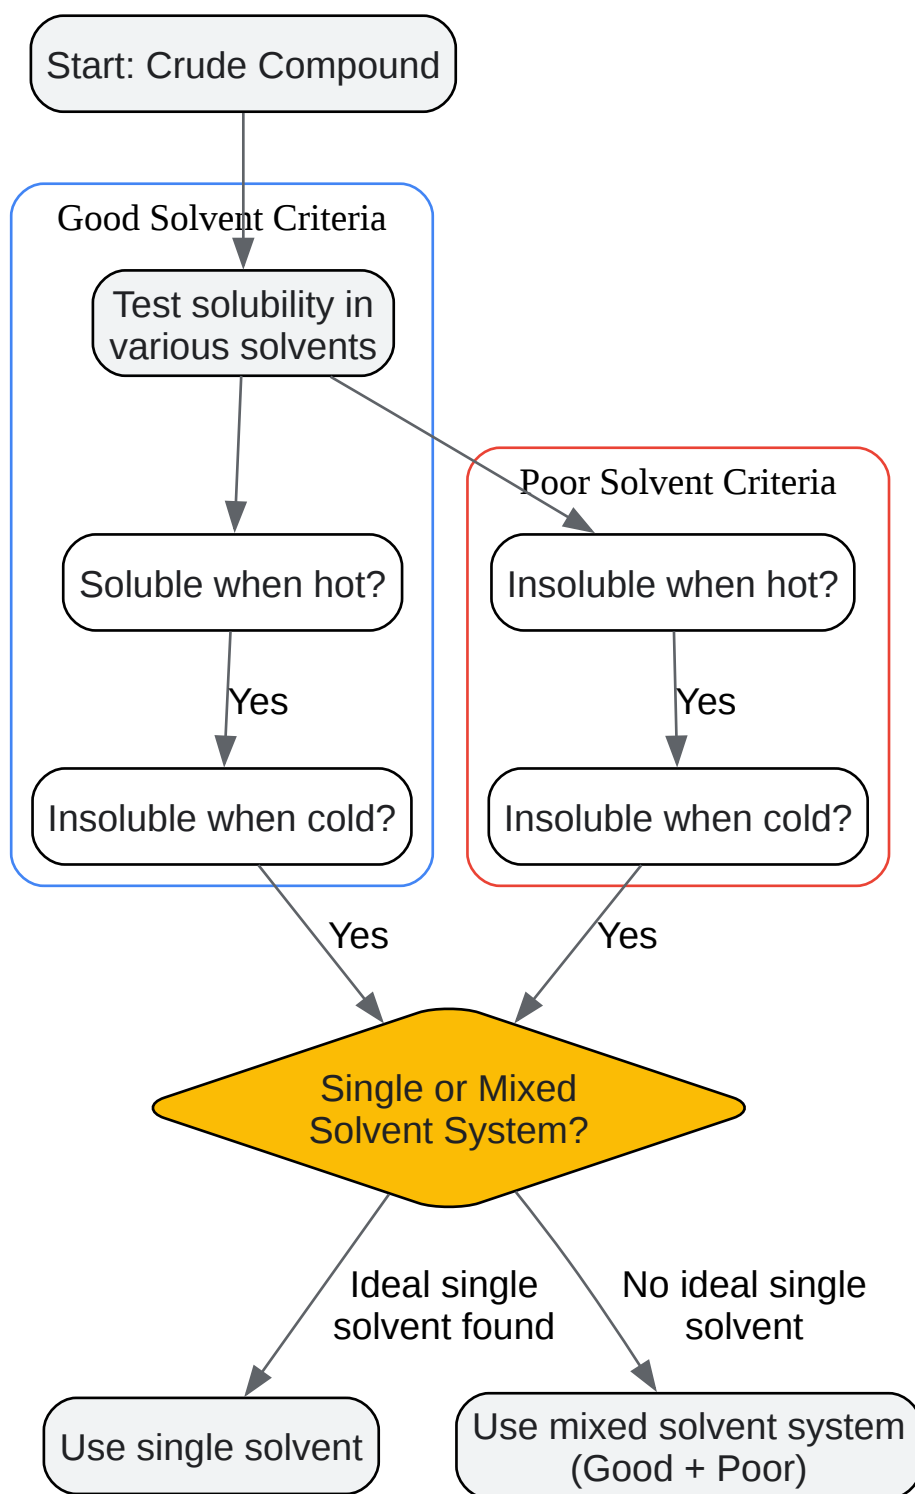 Start: Crude Compound
Good Solvent Criteria
Test solubility in
various solvents
Poor Solvent Criteria
Soluble when hot?
Insoluble when hot?
Yes
Yes
Insoluble when cold?
Insoluble when cold?
Yes
Yes
Single or Mixed
Solvent System?
Ideal single
solvent found
No ideal single
solvent
Use single solvent
Use mixed solvent system
(Good + Poor)